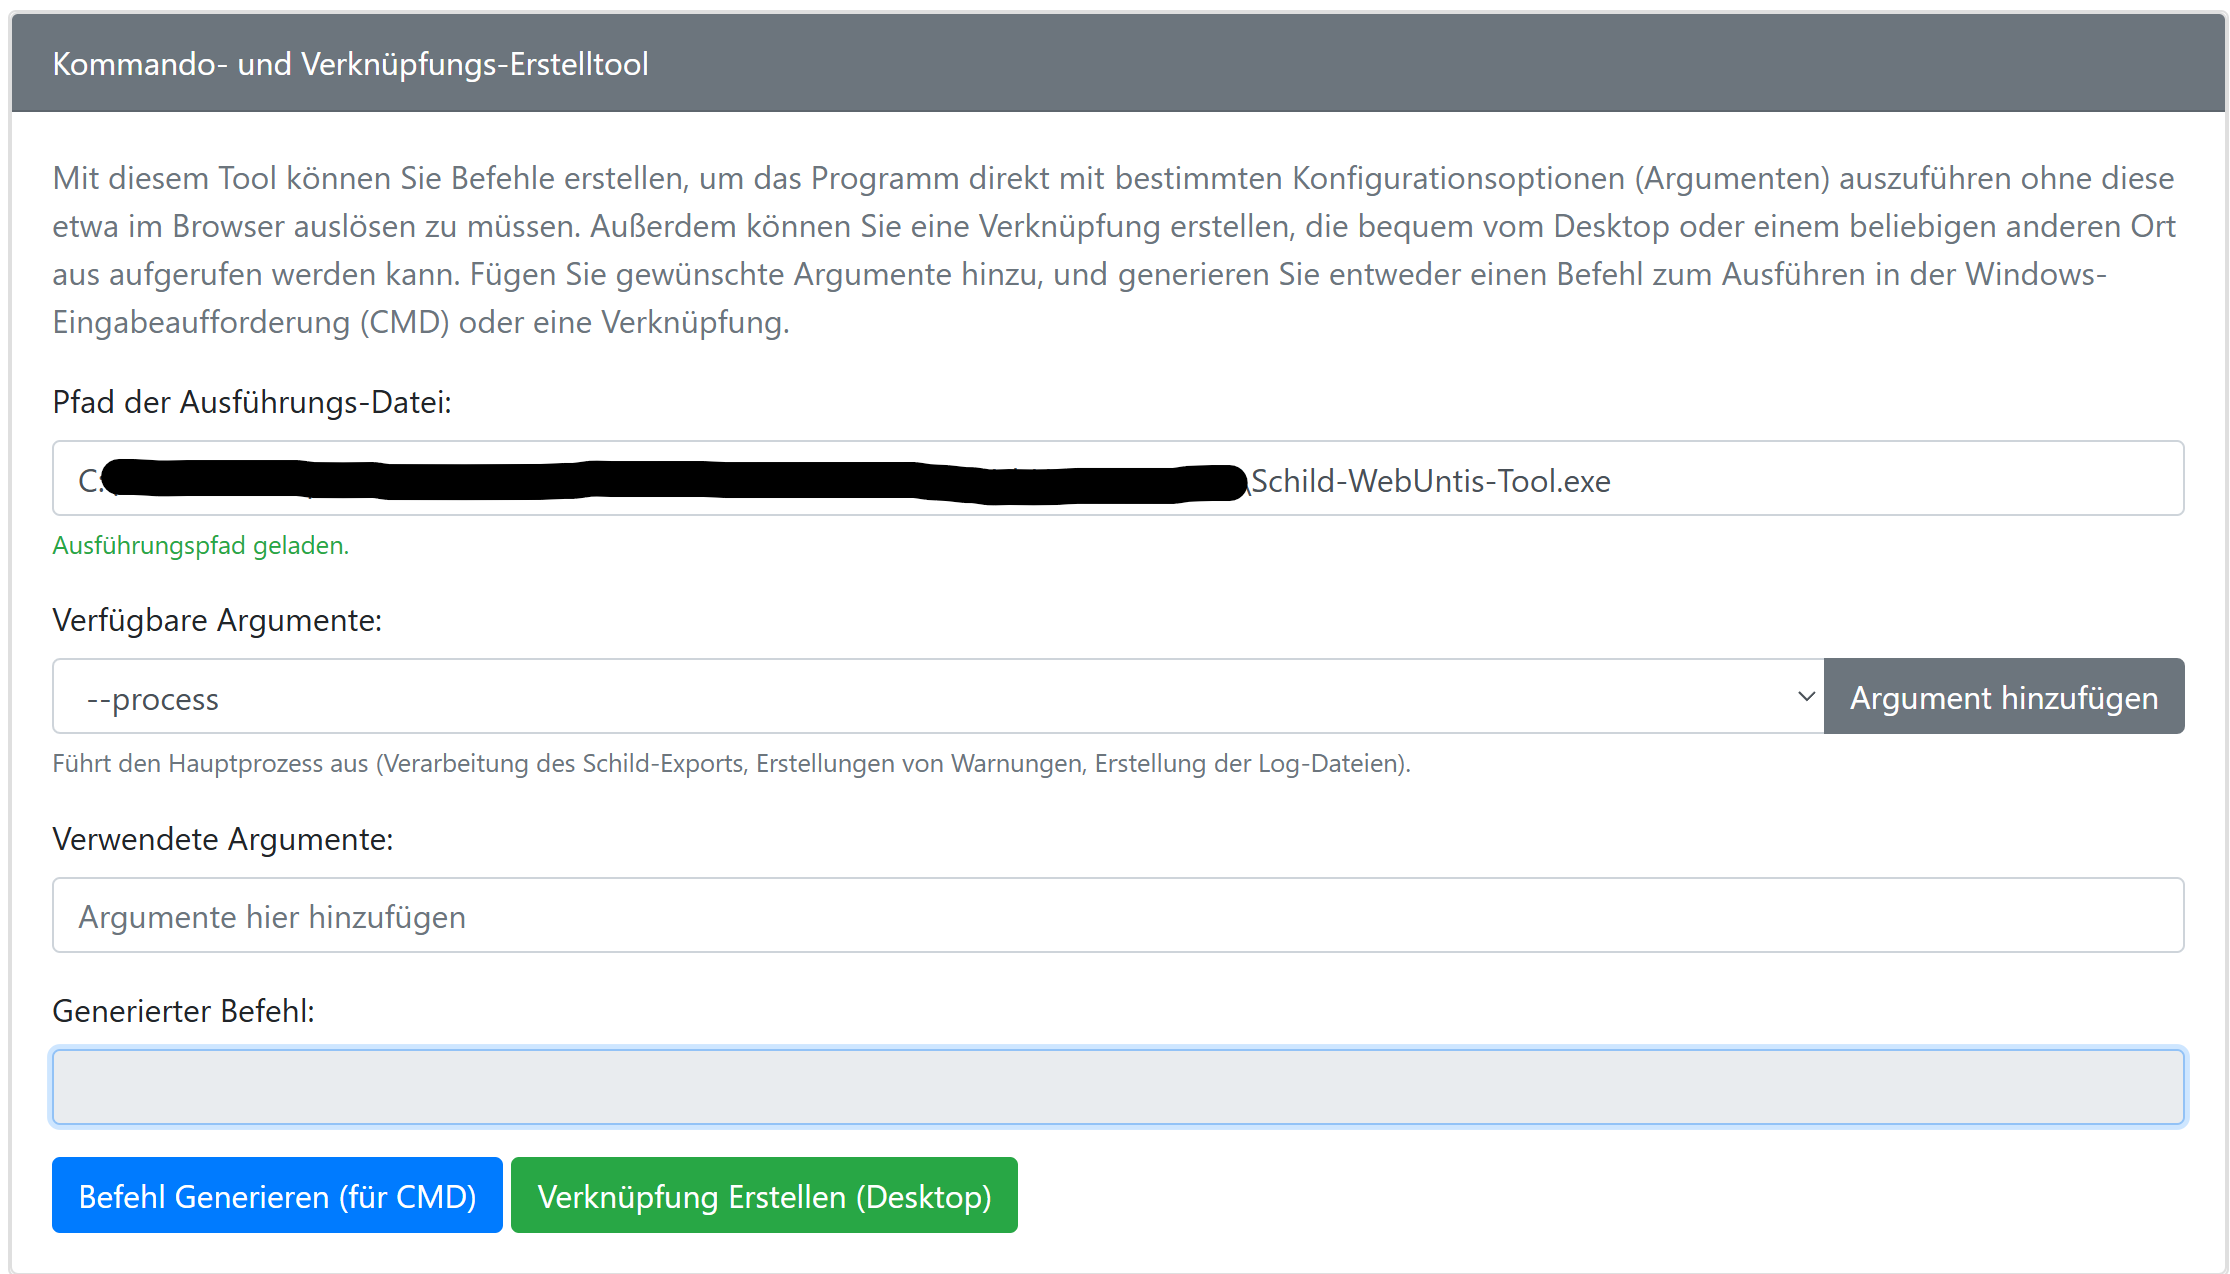 Kommando- und Verknüpfungs-Erstelltool
Mit diesem Tool können Sie Befehle erstellen, um das Programm direkt mit bestimmten Konfigurationsoptionen (Argumenten) auszuführen ohne diese
etwa im Browser auslösen zu müssen. Außerdem können Sie eine Verknüpfung erstellen, die bequem vom Desktop oder einem beliebigen anderen Ort
aus aufgerufen werden kann. Fügen Sie gewünschte Argumente hinzu, und generieren Sie entweder einen Befehl zum Ausführen in der Windows-
Eingabeaufforderung (CMD) oder eine Verknüpfung.
Pfad der Ausführungs-Datei:
C: \Schild-WebUntis-Tool.exe
Ausführungspfad geladen.
Verfügbare Argumente:
--process
Argument hinzufügen
Führt den Hauptprozess aus (Verarbeitung des Schild-Exports, Erstellungen von Warnungen, Erstellung der Log-Dateien).
Verwendete Argumente:
Argumente hier hinzufügen
Generierter Befehl:
Befehl Generieren (für CMD)
Verknüpfung Erstellen (Desktop)